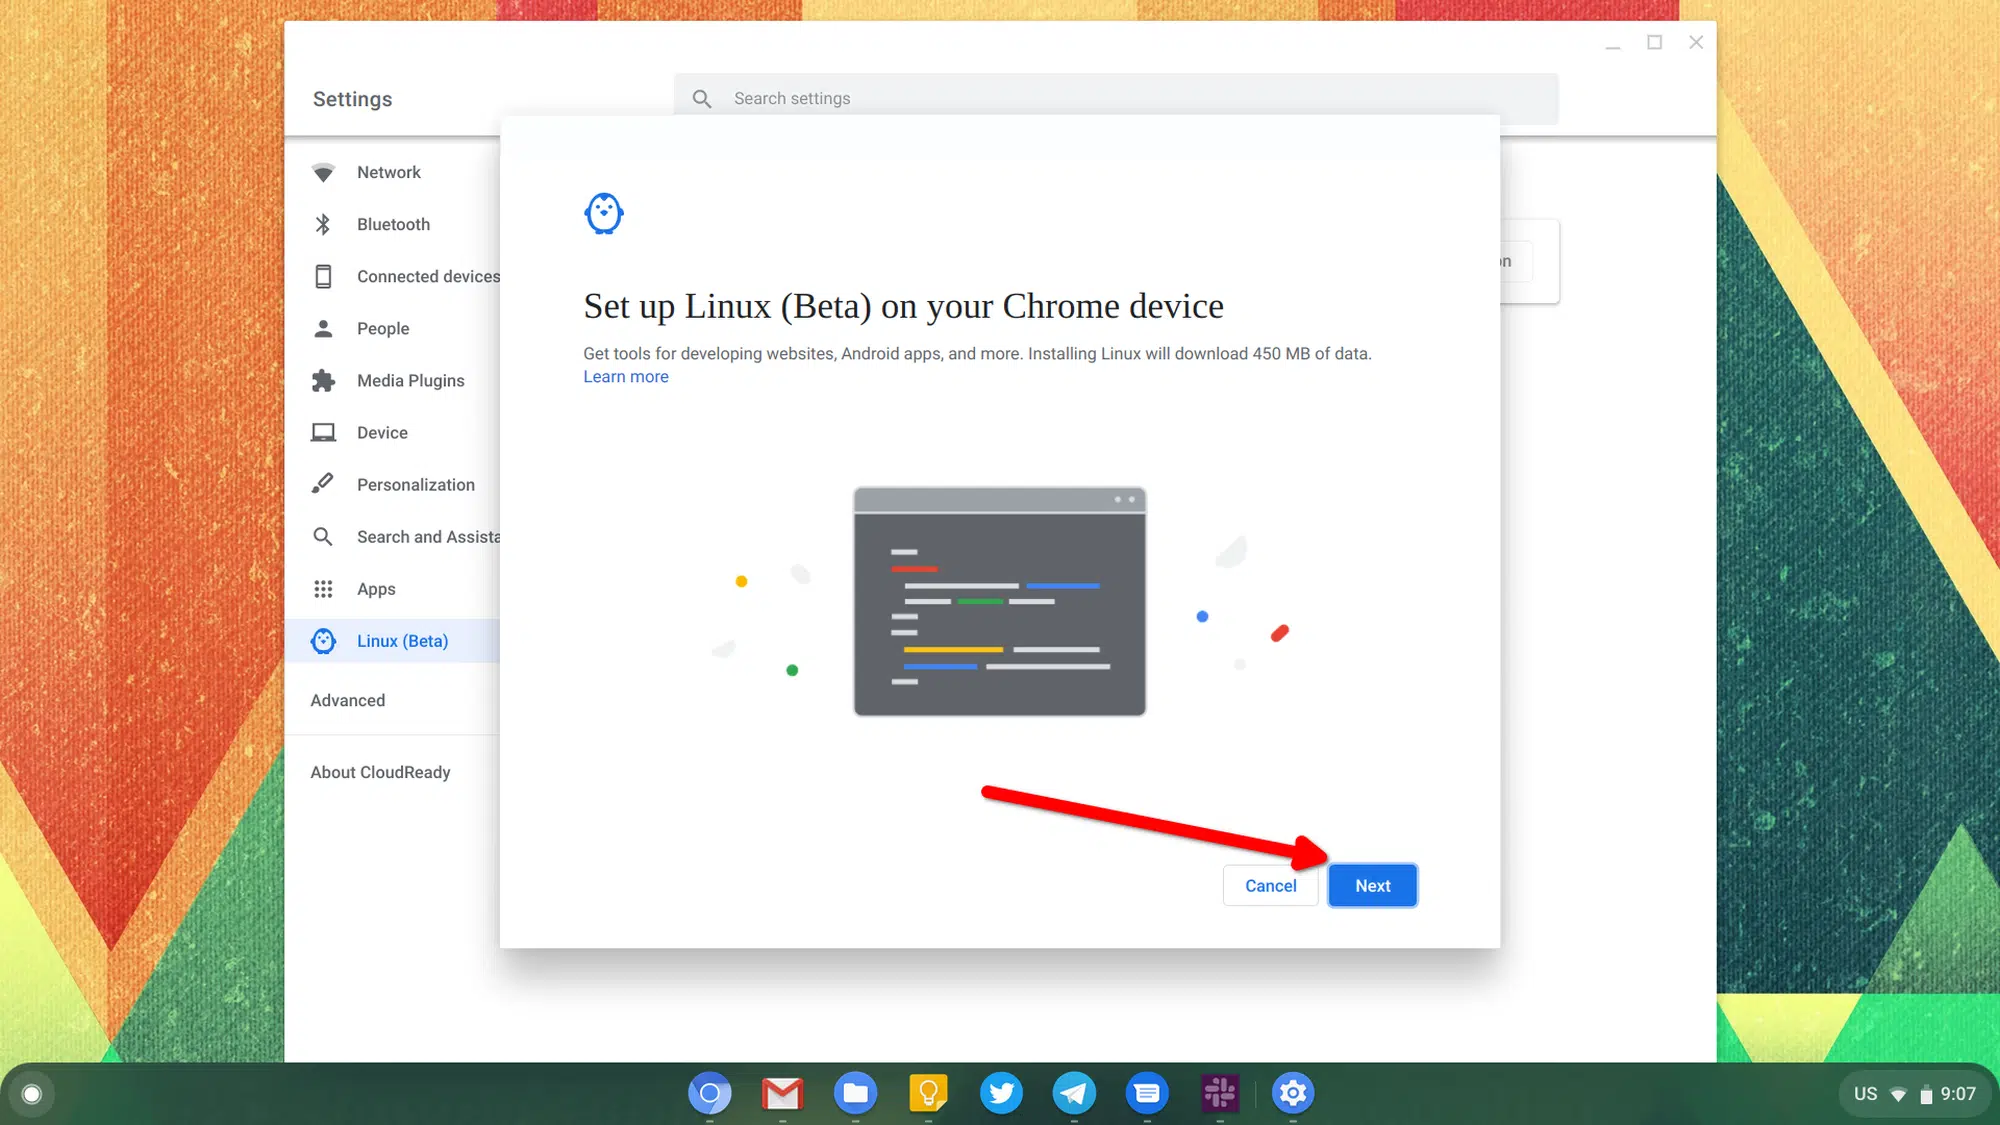 Settings
Search settings
Network
Bluetooth
Connected devices
People
Media Plugins
Device
Personalization
Search and Assista
Apps
Linux (Beta)
Advanced
About CloudReady
Set up Linux (Beta) on your Chrome device
Get tools for developing websites, Android apps, and more. Installing Linux will download 450 MB of data.
Learn more
on
Cancel
Next
US
9:07